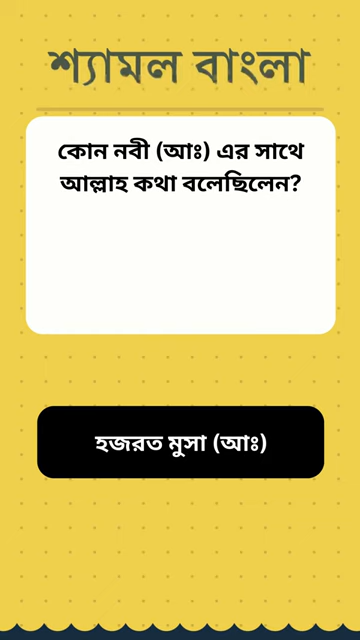 শ্যামল বাংলা
কোন নবী (আঃ) এর সাথে
আল্লাহ কথা বলেছিলেন?
হজরত মুসা (আঃ)